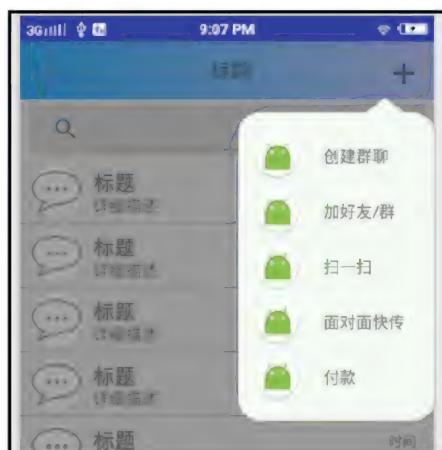 3G 9:07 PM
标题
+
创建群聊
标题
详细描述
加好友/群
标题
详细描述
扫一扫
标题
详细描述
面对面快传
标题
详细描述
付款
标题
时间